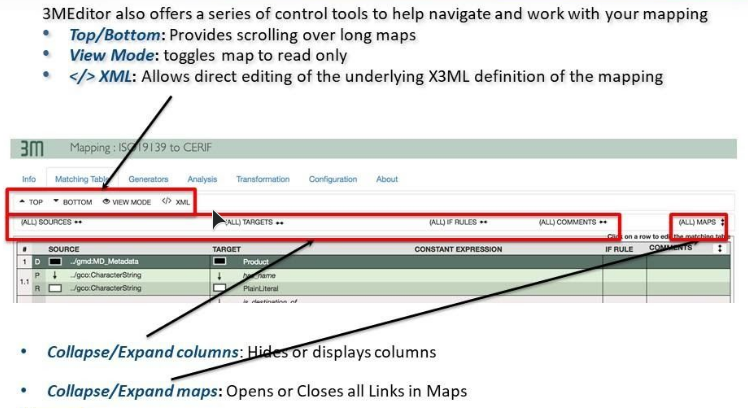 3MEditor also offers a series of control tools to help navigate and work with your mapping
• Top/Bottom: Provides scrolling over long maps
• View Mode: toggles map to read only
• </> XML: Allows direct editing of the underlying X3ML definition of the mapping
3M Mapping : ISO 19139 to CERIF
Info Matching Table Generators Analysis Transformation Configuration About
TOP BOTTOM VIEW MODE </> XML
(ALL) SOURCES (ALL) TARGETS (ALL) IF RULES (ALL) COMMENTS (ALL) MAPS
Click on a row to edit the matching table
# SOURCE TARGET CONSTANT EXPRESSION IF RULE COMMENTS
1 D ../gmd:MD_Metadata Product
1.1 P ../gco:CharacterString has_name
R ../gco:CharacterString PlainLiteral
is_destination_of
• Collapse/Expand columns: Hides or displays columns
• Collapse/Expand maps: Opens or Closes all Links in Maps